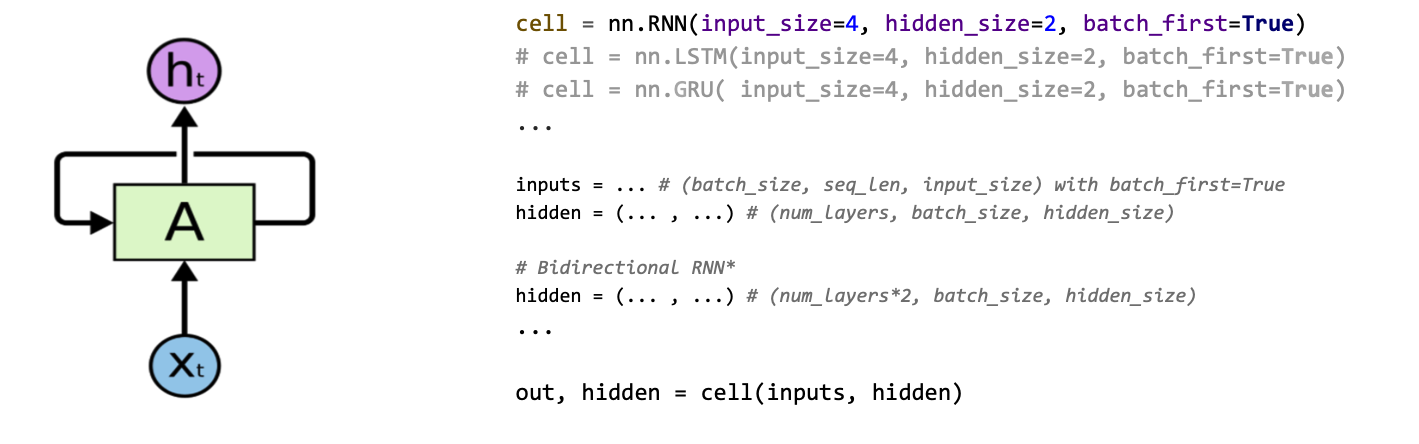 ht
A
Xt
cell = nn.RNN(input_size=4, hidden_size=2, batch_first=True)
# cell = nn.LSTM(input_size=4, hidden_size=2, batch_first=True)
# cell = nn.GRU( input_size=4, hidden_size=2, batch_first=True)
...
inputs = ... # (batch_size, seq_len, input_size) with batch_first=True
hidden = (... , ...) # (num_layers, batch_size, hidden_size)
# Bidirectional RNN*
hidden = (... , ...) # (num_layers*2, batch_size, hidden_size)
...
out, hidden = cell(inputs, hidden)